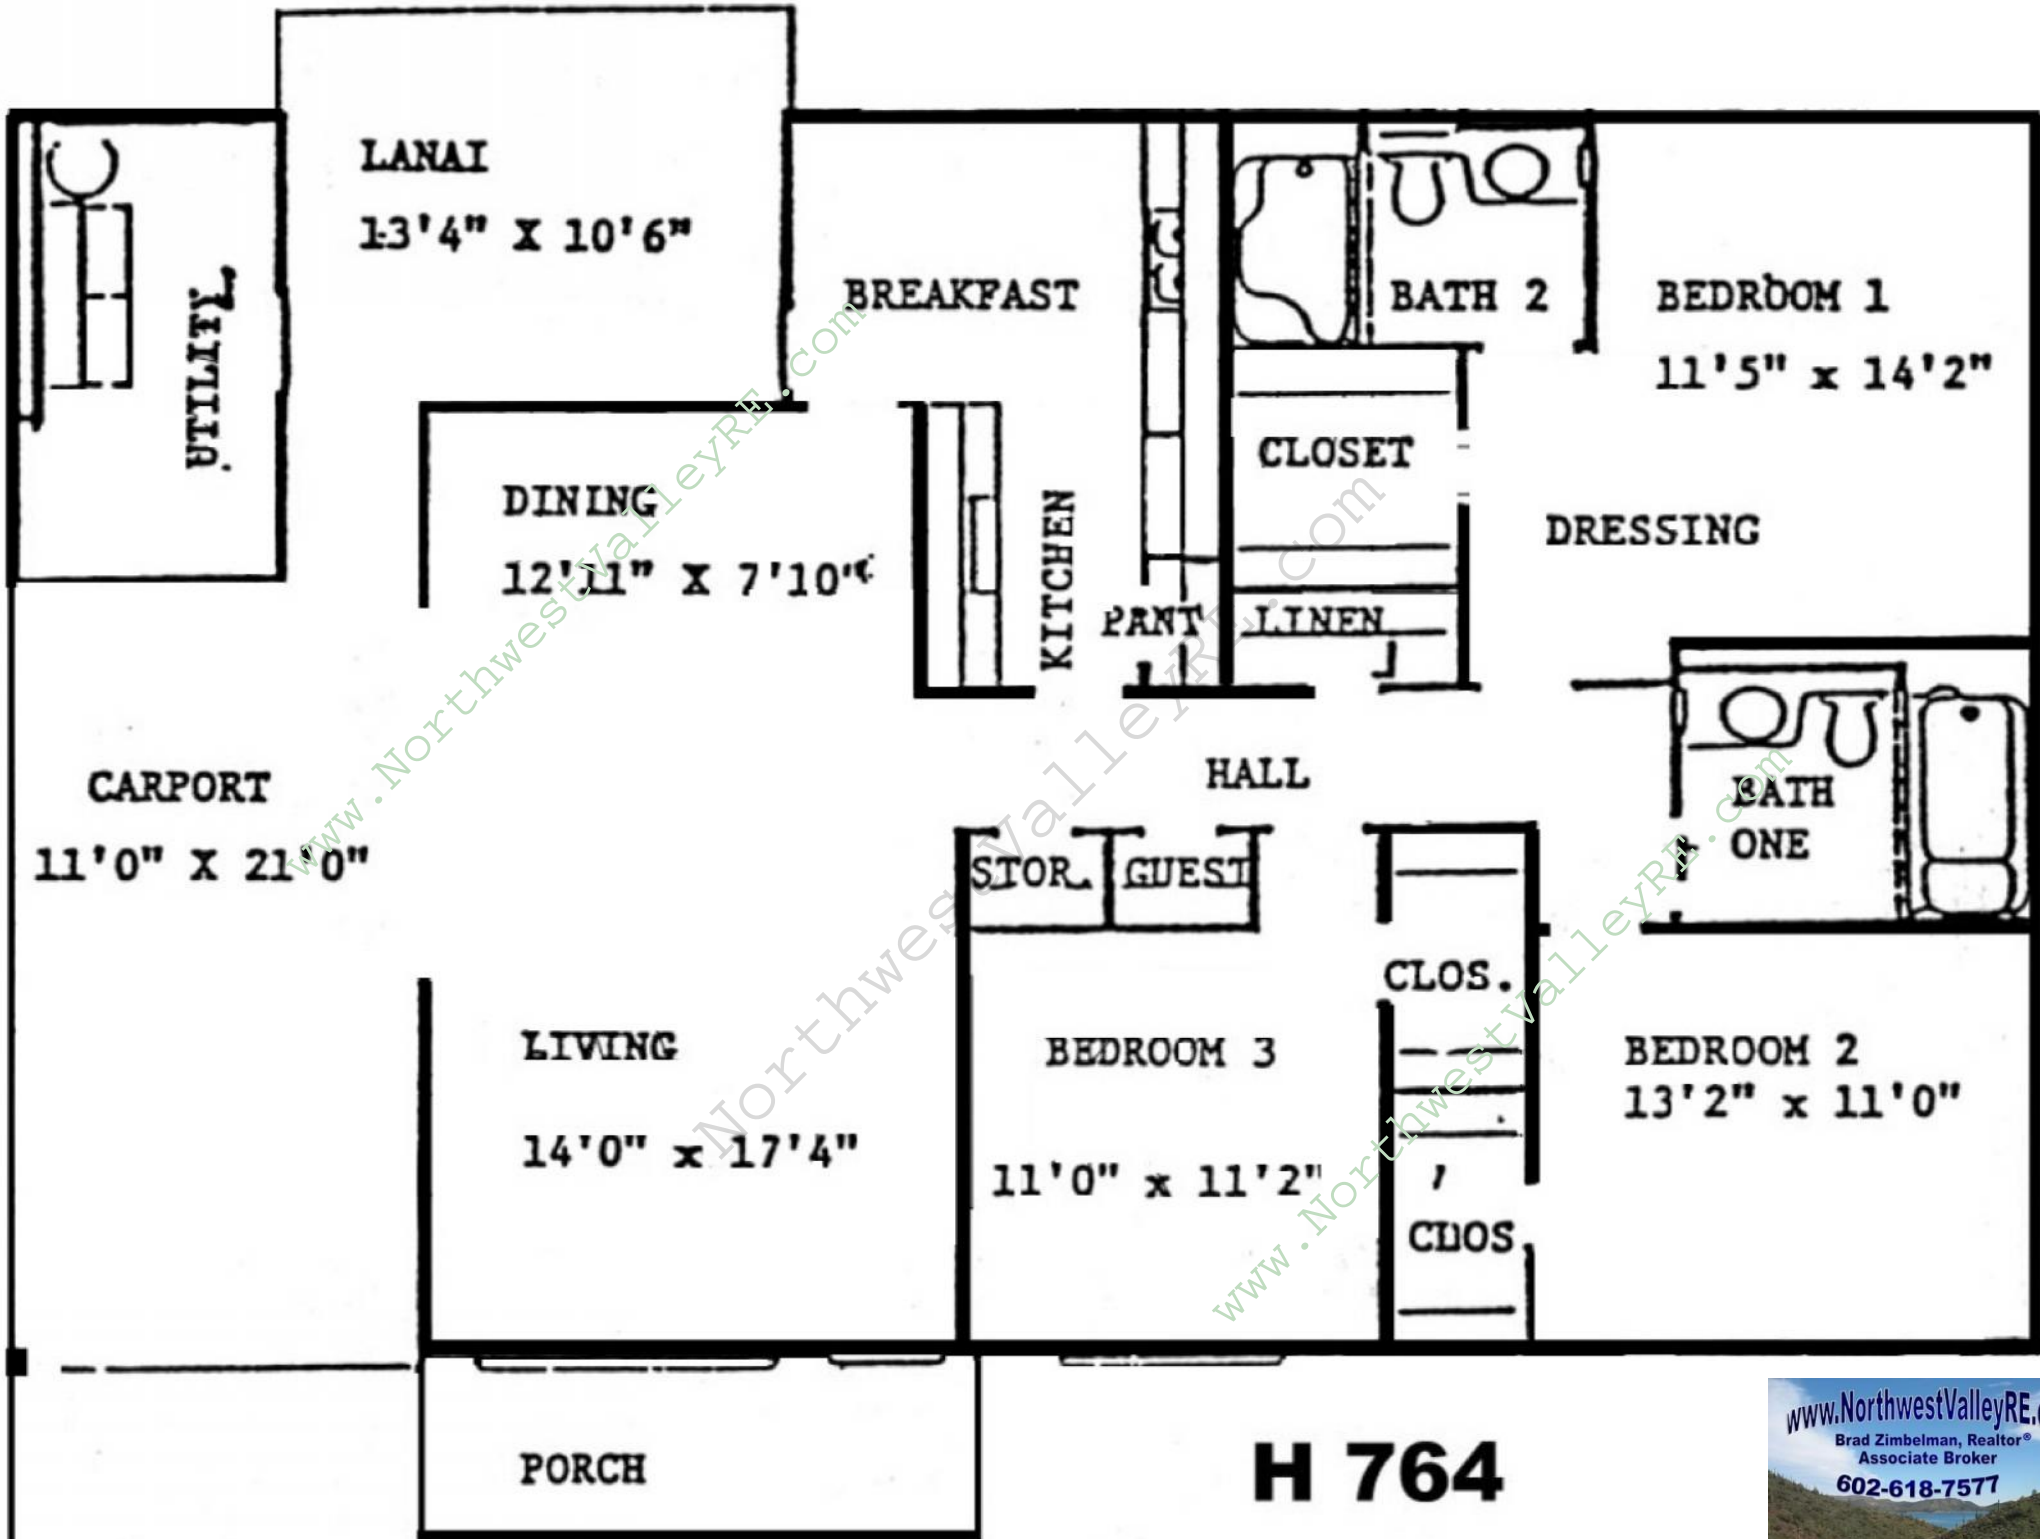 LANAI
13'4" X 10'6"
UTILITY
BREAKFAST
BATH 2
BEDROOM 1
11'5" x 14'2"
CLOSET
DINING
12'11" X 7'10"
KITCHEN
PANT
LINEN
DRESSING
CARPORT
11'0" X 21'0"
HALL
BATH
ONE
STOR.
GUEST
CLOS.
LIVING
14'0" x 17'4"
BEDROOM 3
11'0" x 11'2"
BEDROOM 2
13'2" x 11'0"
CLOS.
PORCH
H 764
www.NorthwestValleyRE.com
NorthwestValleyRE.com
www.NorthwestValleyRE.com
www.NorthwestValleyRE.
Brad Zimbelman, Realtor®
Associate Broker
602-618-7577